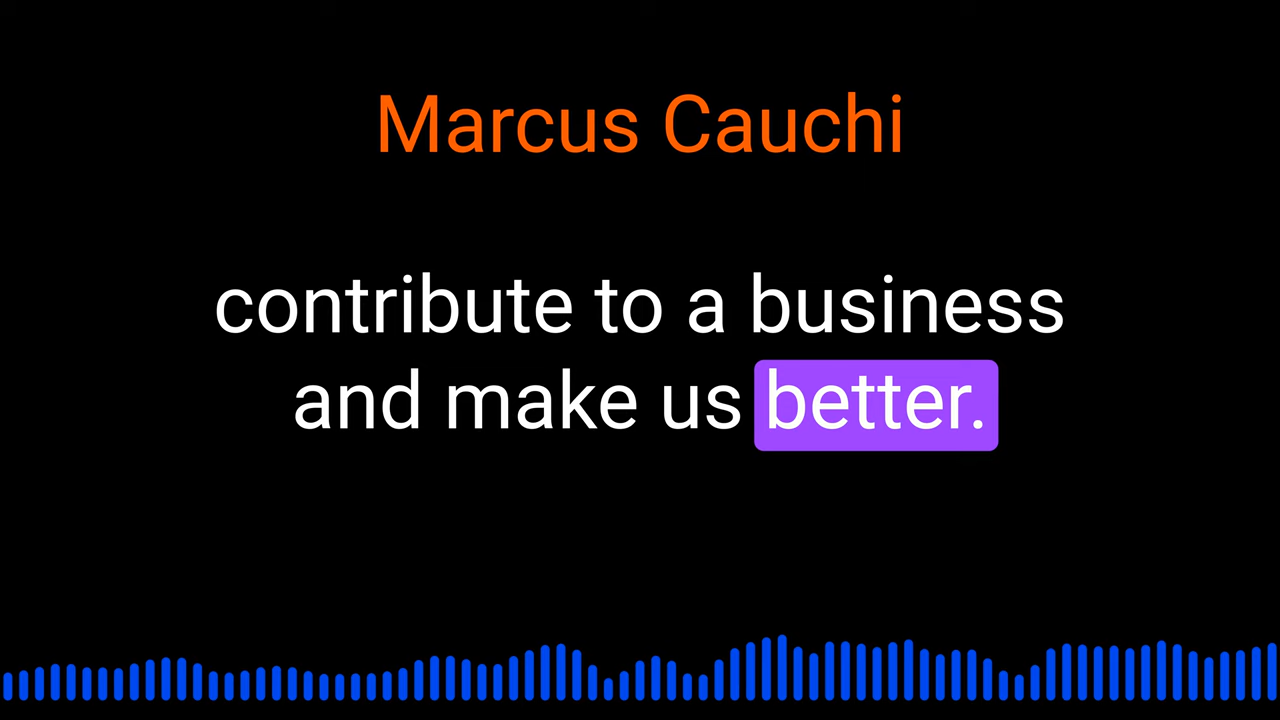 Marcus Cauchi
contribute to a business
and make us better.